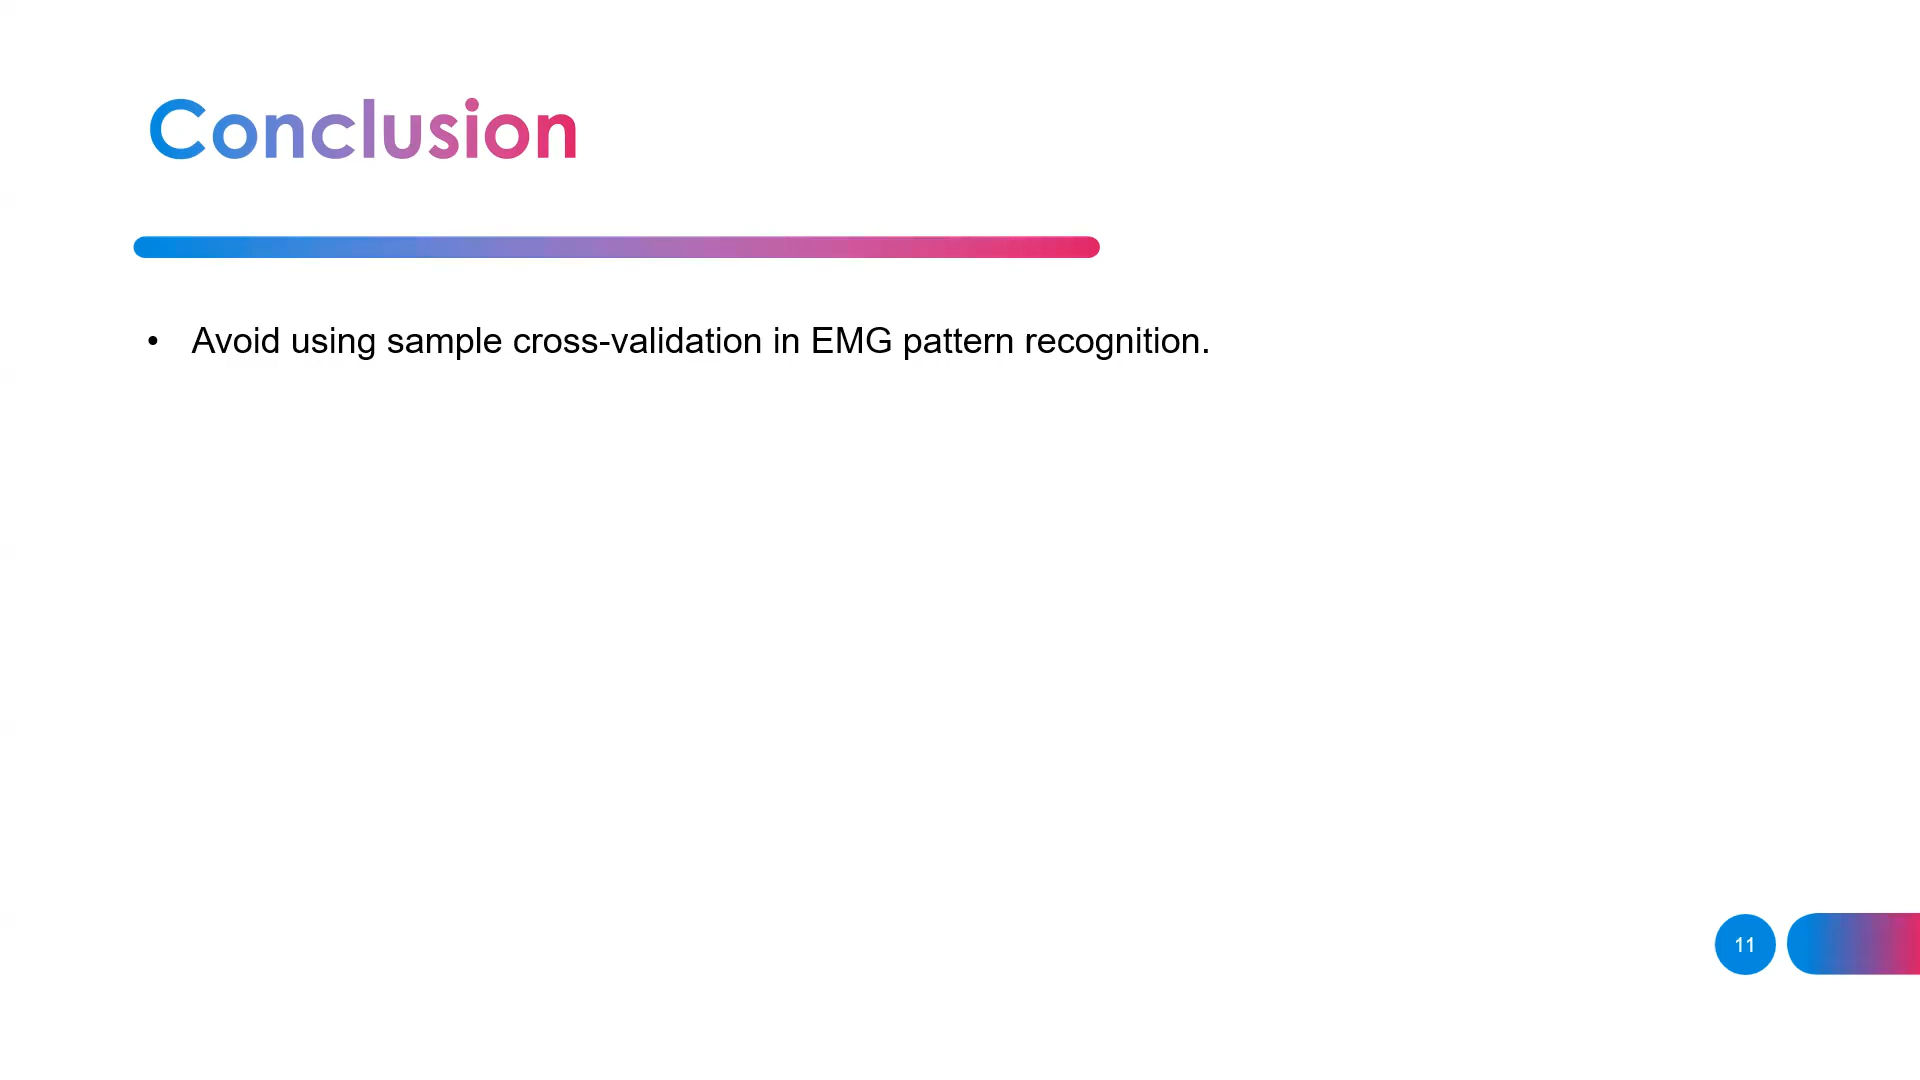 Conclusion
• Avoid using sample cross-validation in EMG pattern recognition.
11